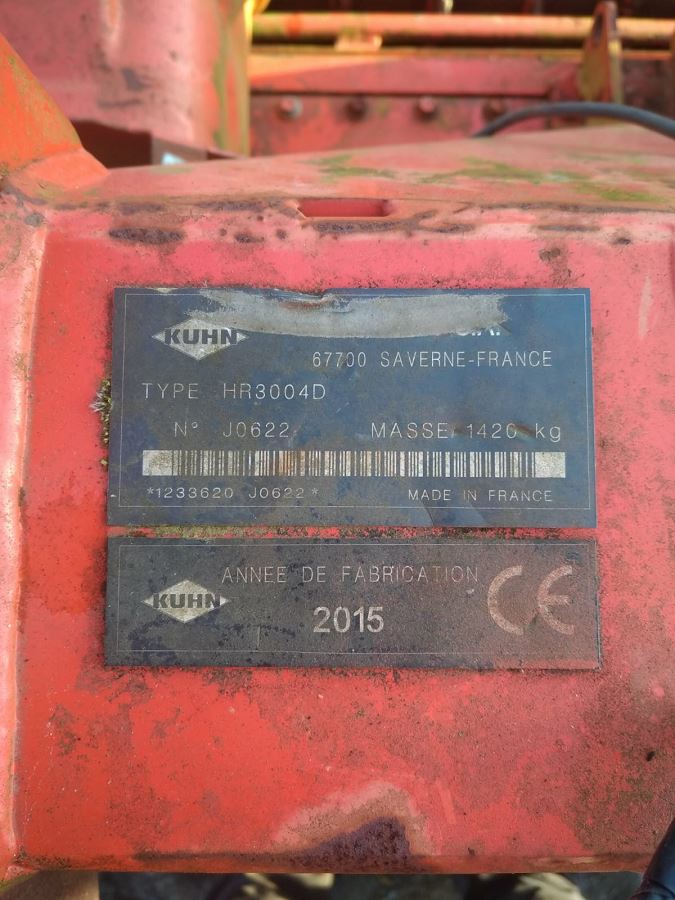 KUHN
67700 SAVERNE-FRANCE
TYPE HR3004D
N° J0622 MASSE 1420 kg
*1233620 J0622* MADE IN FRANCE
KUHN ANNEE DE FABRICATION CE
2015